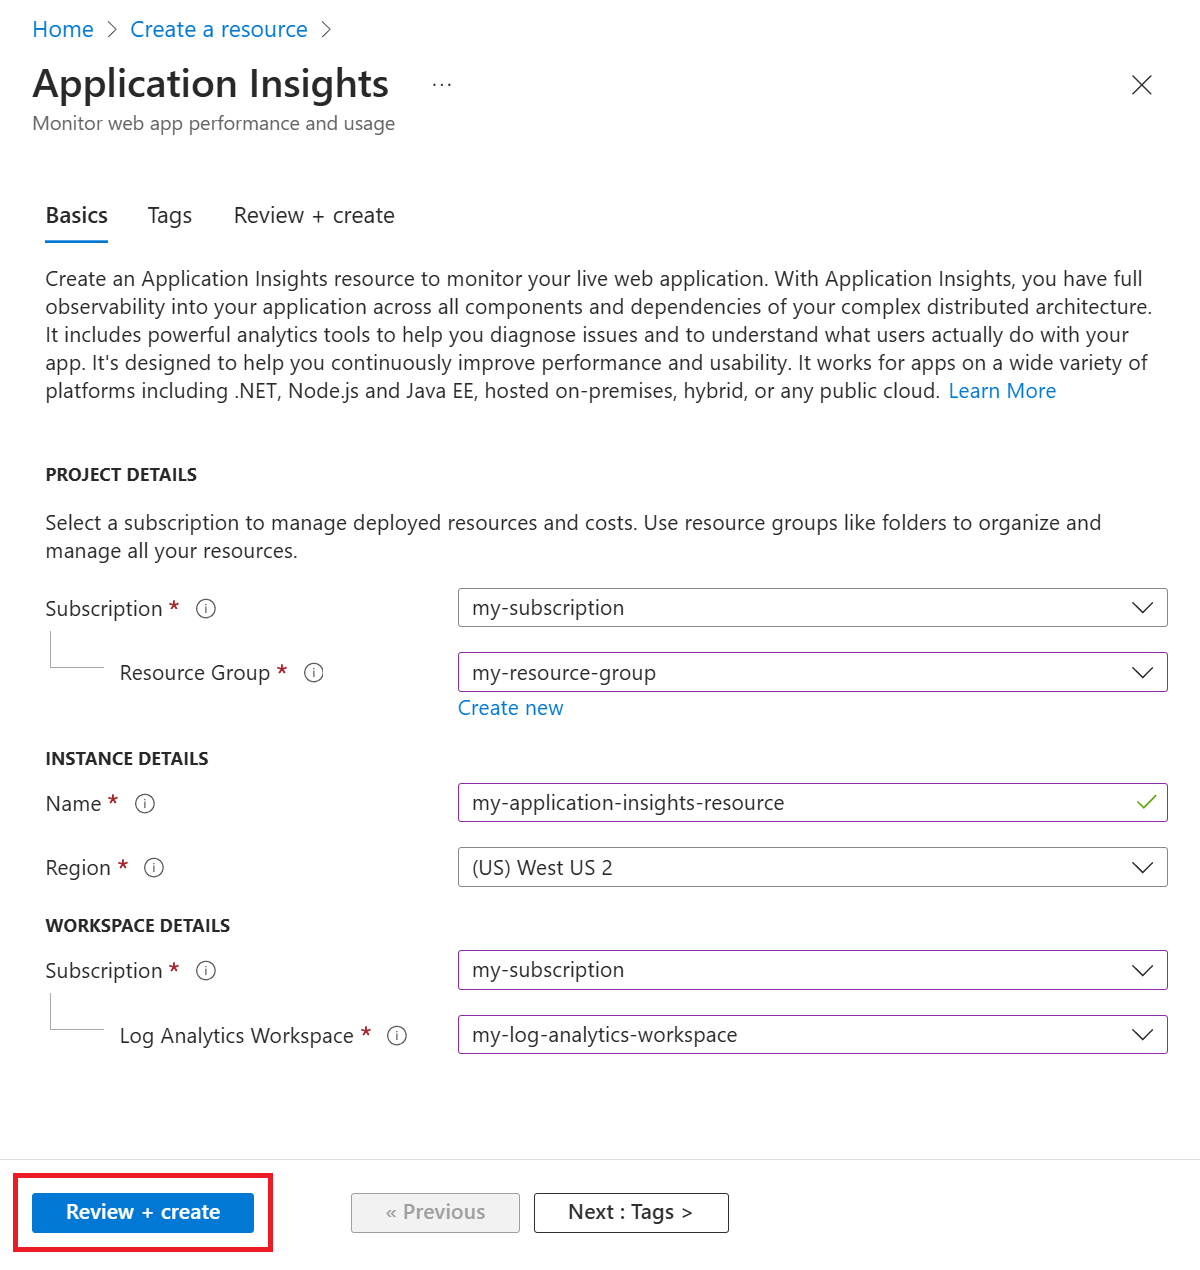 Home > Create a resource >
Application Insights ...
Monitor web app performance and usage
Basics Tags Review + create
Create an Application Insights resource to monitor your live web application. With Application Insights, you have full
observability into your application across all components and dependencies of your complex distributed architecture.
It includes powerful analytics tools to help you diagnose issues and to understand what users actually do with your
app. It's designed to help you continuously improve performance and usability. It works for apps on a wide variety of
platforms including .NET, Node.js and Java EE, hosted on-premises, hybrid, or any public cloud. Learn More
PROJECT DETAILS
Select a subscription to manage deployed resources and costs. Use resource groups like folders to organize and
manage all your resources.
Subscription * my-subscription
Resource Group * my-resource-group
Create new
INSTANCE DETAILS
Name * my-application-insights-resource
Region * (US) West US 2
WORKSPACE DETAILS
Subscription * my-subscription
Log Analytics Workspace * my-log-analytics-workspace
Review + create « Previous Next : Tags >